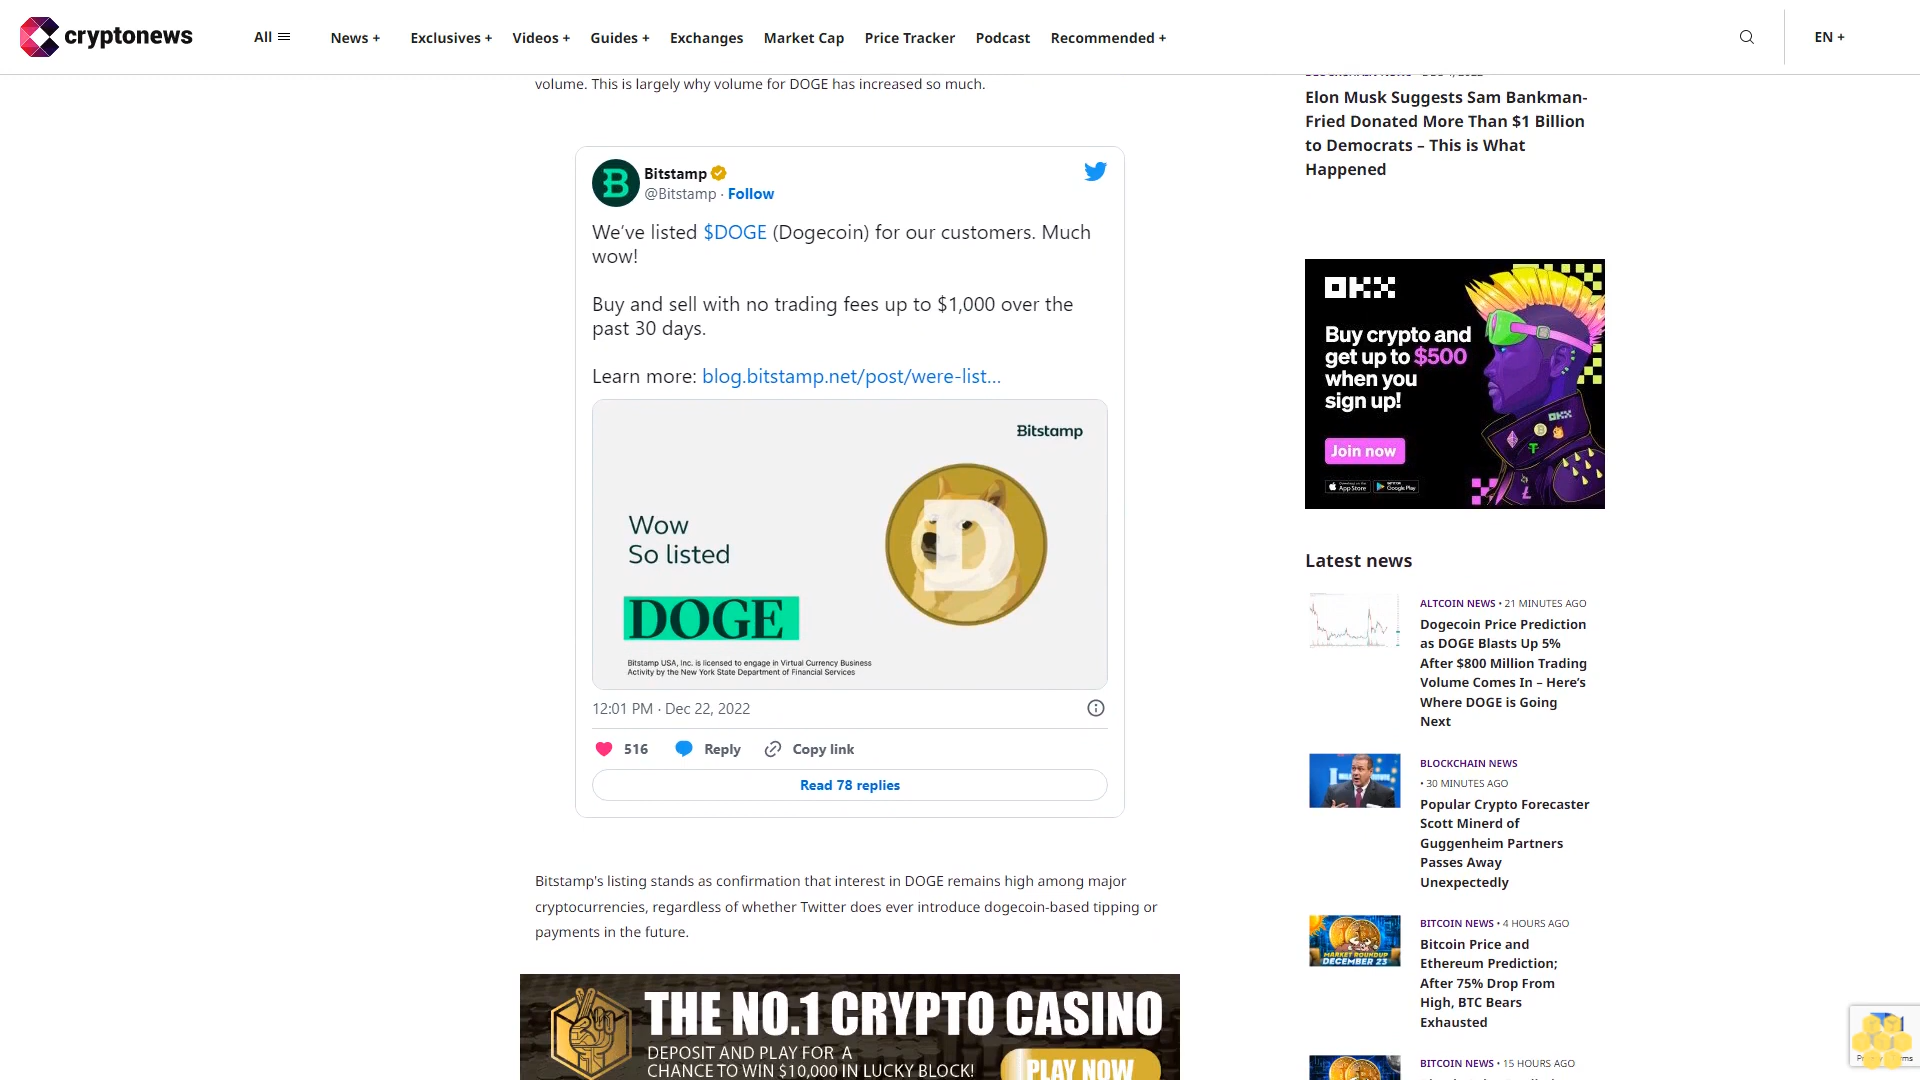 cryptonews
All
News +
Exclusives +
Videos +
Guides +
Exchanges
Market Cap
Price Tracker
Podcast
Recommended +
EN +
volume. This is largely why volume for DOGE has increased so much.
Bitstamp
@Bitstamp · Follow
We've listed $DOGE (Dogecoin) for our customers. Much
wow!
Buy and sell with no trading fees up to $1,000 over the
past 30 days.
Learn more: blog.bitstamp.net/post/were-list…
Bitstamp
Wow
So listed
DOGE
Bitstamp USA, Inc. is licensed to engage in Virtual Currency Business
Activity by the New York State Department of Financial Services
12:01 PM · Dec 22, 2022
516
Reply
Copy link
Read 78 replies
Bitstamp's listing stands as confirmation that interest in DOGE remains high among major
cryptocurrencies, regardless of whether Twitter does ever introduce dogecoin-based tipping or
payments in the future.
THE NO.1 CRYPTO CASINO
DEPOSIT AND PLAY FOR A
CHANCE TO WIN $10,000 IN LUCKY BLOCK!
PLAY NOW
Elon Musk Suggests Sam Bankman-
Fried Donated More Than $1 Billion
to Democrats – This is What
Happened
OKX
Buy crypto and
get up to $500
when you
sign up!
Join now
App Store
Google Play
Latest news
ALTCOIN NEWS • 21 MINUTES AGO
Dogecoin Price Prediction
as DOGE Blasts Up 5%
After $800 Million Trading
Volume Comes In – Here's
Where DOGE is Going
Next
BLOCKCHAIN NEWS
• 30 MINUTES AGO
Popular Crypto Forecaster
Scott Minerd of
Guggenheim Partners
Passes Away
Unexpectedly
MARKET ROUNDUP
DECEMBER 23
BITCOIN NEWS • 4 HOURS AGO
Bitcoin Price and
Ethereum Prediction;
After 75% Drop From
High, BTC Bears
Exhausted
BITCOIN NEWS • 15 HOURS AGO